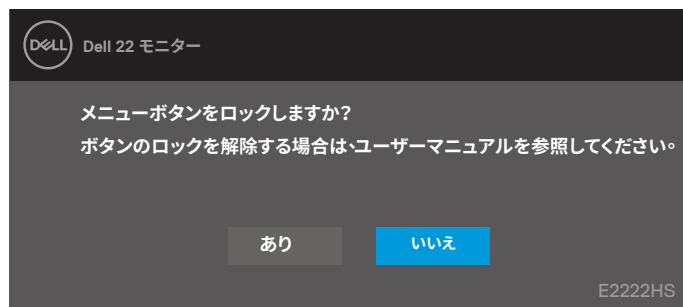 DELL Dell 22 モニター
メニューボタンをロックしますか?
ボタンのロックを解除する場合は、ユーザーマニュアルを参照してください。
あり いいえ
E2222HS